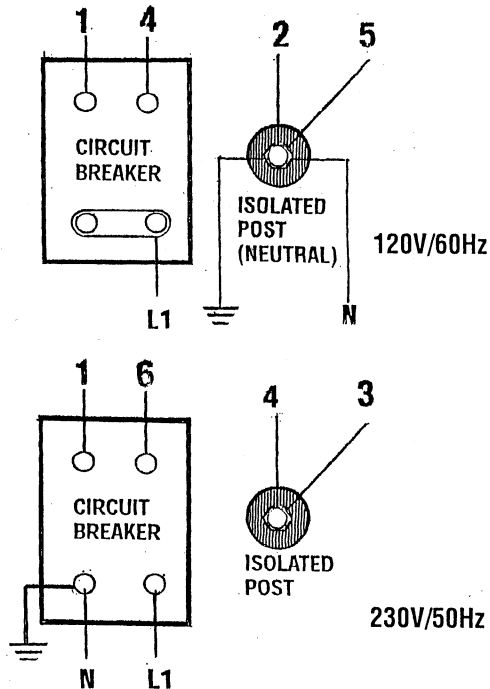 1 4 2 5
CIRCUIT
BREAKER
ISOLATED
POST
(NEUTRAL)
120V/60Hz
L1
N
1 6 4 3
CIRCUIT
BREAKER
ISOLATED
POST
230V/50Hz
N L1